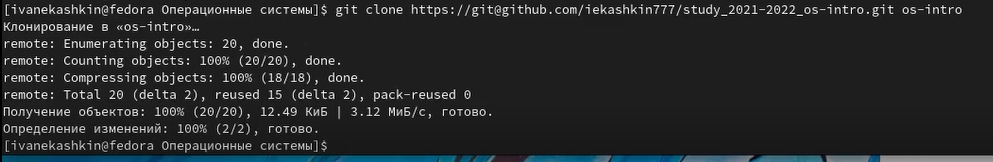 [ivanekashkin@fedora Операционные системы]$ git clone https://git@github.com/iekashkin777/study_2021-2022_os-intro.git os-intro
Клонирование в «os-intro»…
remote: Enumerating objects: 20, done.
remote: Counting objects: 100% (20/20), done.
remote: Compressing objects: 100% (18/18), done.
remote: Total 20 (delta 2), reused 15 (delta 2), pack-reused 0
Получение объектов: 100% (20/20), 12.49 КиБ | 3.12 МиБ/с, готово.
Определение изменений: 100% (2/2), готово.
[ivanekashkin@fedora Операционные системы]$